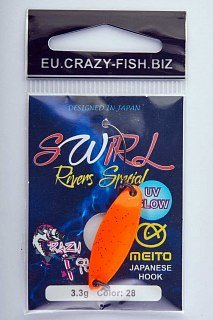 EU.CRAZY-FISH.BIZ
DESIGNED IN JAPAN
SWIRL
Rivers Special
UV
GLOW
MEITO
JAPANESE
HOOK
3.3g Color: 28